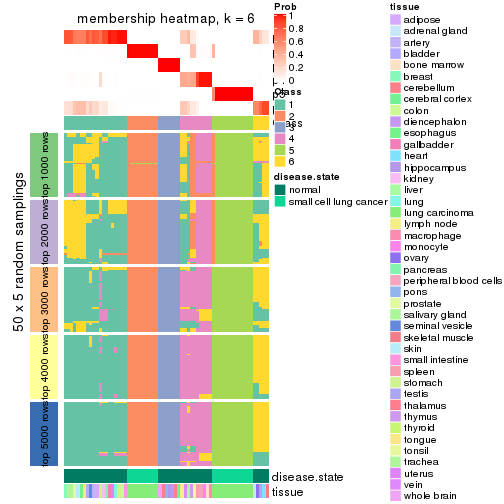 membership heatmap, k = 6
50 x 5 random samplings
top 1000 rows
top 2000 rows
top 3000 rows
top 4000 rows
top 5000 rows
disease.state
tissue
Prob
1
0.8
0.6
0.4
0.2
0
Class
1
2
3
4
5
6
disease.state
normal
small cell lung cancer
tissue
adipose
adrenal gland
artery
bladder
bone marrow
breast
cerebellum
cerebral cortex
colon
diencephalon
esophagus
gallbladder
heart
hippocampus
kidney
liver
lung
lung carcinoma
lymph node
macrophage
monocyte
ovary
pancreas
peripheral blood cells
pons
prostate
salivary gland
seminal vesicle
skeletal muscle
skin
small intestine
spleen
stomach
testis
thalamus
thymus
thyroid
tongue
tonsil
trachea
uterus
vein
whole brain